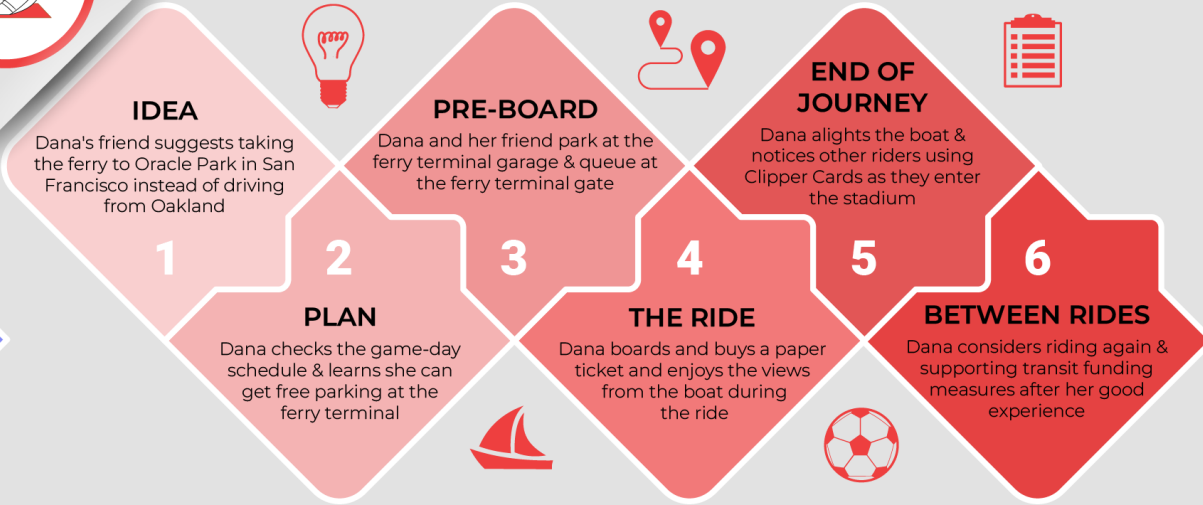 IDEA
Dana's friend suggests taking
the ferry to Oracle Park in San
Francisco instead of driving
from Oakland
1
2
PLAN
Dana checks the game-day
schedule & learns she can
get free parking at the
ferry terminal
PRE-BOARD
Dana and her friend park at the
ferry terminal garage & queue at
the ferry terminal gate
3
4
THE RIDE
Dana boards and buys a paper
ticket and enjoys the views
from the boat during
the ride
END OF
JOURNEY
Dana alights the boat &
notices other riders using
Clipper Cards as they enter
the stadium
5
6
BETWEEN RIDES
Dana considers riding again &
supporting transit funding
measures after her good
experience